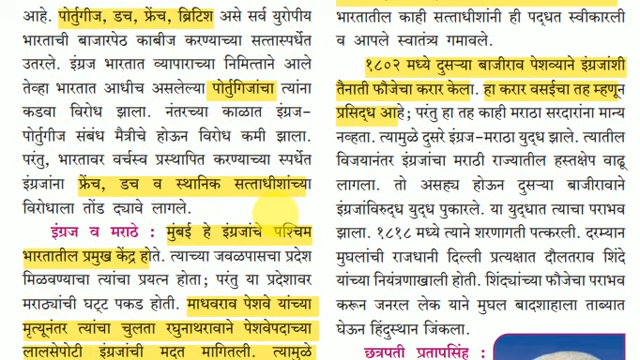 आहे. पोर्तुगीज, डच, फ्रेंच, ब्रिटिश असे सर्व युरोपीय
भारताची बाजारपेठ काबीज करण्याच्या सत्तास्पर्धेत
उतरले. इंग्रज भारतात व्यापाराच्या निमित्ताने आले
तेव्हा भारतात आधीच असलेल्या पोर्तुगिजांचा त्यांना
कडवा विरोध झाला. नंतरच्या काळात इंग्रज-
पोर्तुगीज संबंध मैत्रीचे होऊन विरोध कमी झाला.
परंतु, भारतावर वर्चस्व प्रस्थापित करण्याच्या स्पर्धेत
इंग्रजांना फ्रेंच, डच व स्थानिक सत्ताधीशांच्या
विरोधाला तोंड द्यावे लागले.
इंग्रज व मराठे : मुंबई हे इंग्रजांचे पश्चिम
भारतातील प्रमुख केंद्र होते. त्याच्या जवळपासचा प्रदेश
मिळवण्याचा त्यांचा प्रयत्न होता; परंतु या प्रदेशावर
मराठ्यांची घट्ट पकड होती. माधवराव पेशवे यांच्या
मृत्यूनंतर त्यांचा चुलता रघुनाथरावाने पेशवेपदाच्या
लालसेपोटी इंग्रजांची मदत मागितली. त्यामुळे
भारतातील काही सत्ताधीशांनी ही पद्धत स्वीकारली
व आपले स्वातंत्र्य गमावले.
१८०२ मध्ये दुसऱ्या बाजीराव पेशव्याने इंग्रजांशी
तैनाती फौजेचा करार केला. हा करार वसईचा तह म्हणून
प्रसिद्ध आहे; परंतु हा तह काही मराठा सरदारांना मान्य
नव्हता. त्यामुळे दुसरे इंग्रज-मराठा युद्ध झाले. त्यातील
विजयानंतर इंग्रजांचा मराठी राज्यातील हस्तक्षेप वाढू
लागला. तो असह्य होऊन दुसऱ्या बाजीरावाने
इंग्रजांविरुद्ध युद्ध पुकारले. या युद्धात त्याचा पराभव
झाला. १८१८ मध्ये त्याने शरणागती पत्करली. दरम्यान
मुघलांची राजधानी दिल्ली प्रत्यक्षात दौलतराव शिंदे
यांच्या नियंत्रणाखाली होती. शिंद्यांच्या फौजेचा पराभव
करून जनरल लेक याने मुघल बादशाहाला ताब्यात
घेऊन हिंदुस्थान जिंकला.
छत्रपती प्रतापसिंह :